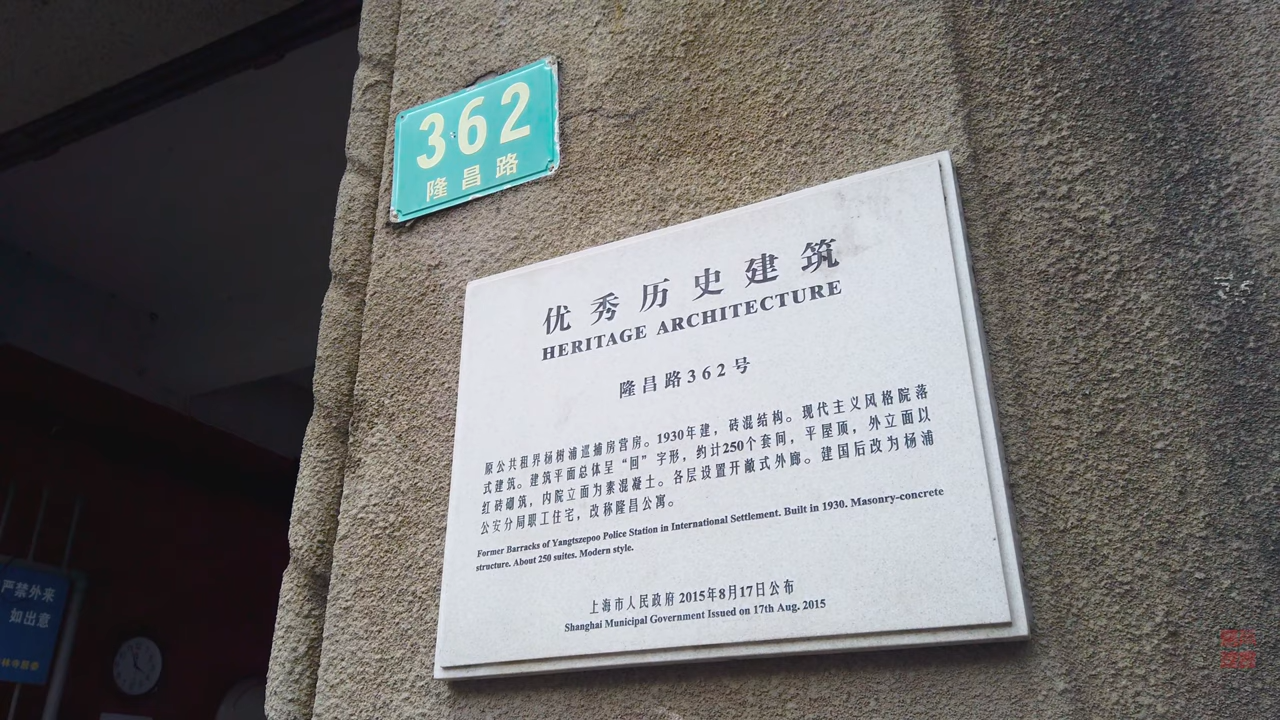 362
隆昌路
优秀历史建筑
HERITAGE ARCHITECTURE
隆昌路362号
原公共租界杨树浦巡捕房营房。1930年建，砖混结构。现代主义风格院落
式建筑。建筑平面总体呈“回”字形，约计250个套间，平屋顶，外立面以
红砖砌筑，内院立面为素混凝土。各层设置开敞式外廊。建国后改为杨浦
公安分局职工住宅，改称隆昌公寓。
Former Barracks of Yangtszepoo Police Station in International Settlement. Built in 1930. Masonry-concrete
structure. About 250 suites. Modern style.
上海市人民政府 2015年8月17日公布
Shanghai Municipal Government Issued on 17th Aug. 2015
严禁外来
如出意